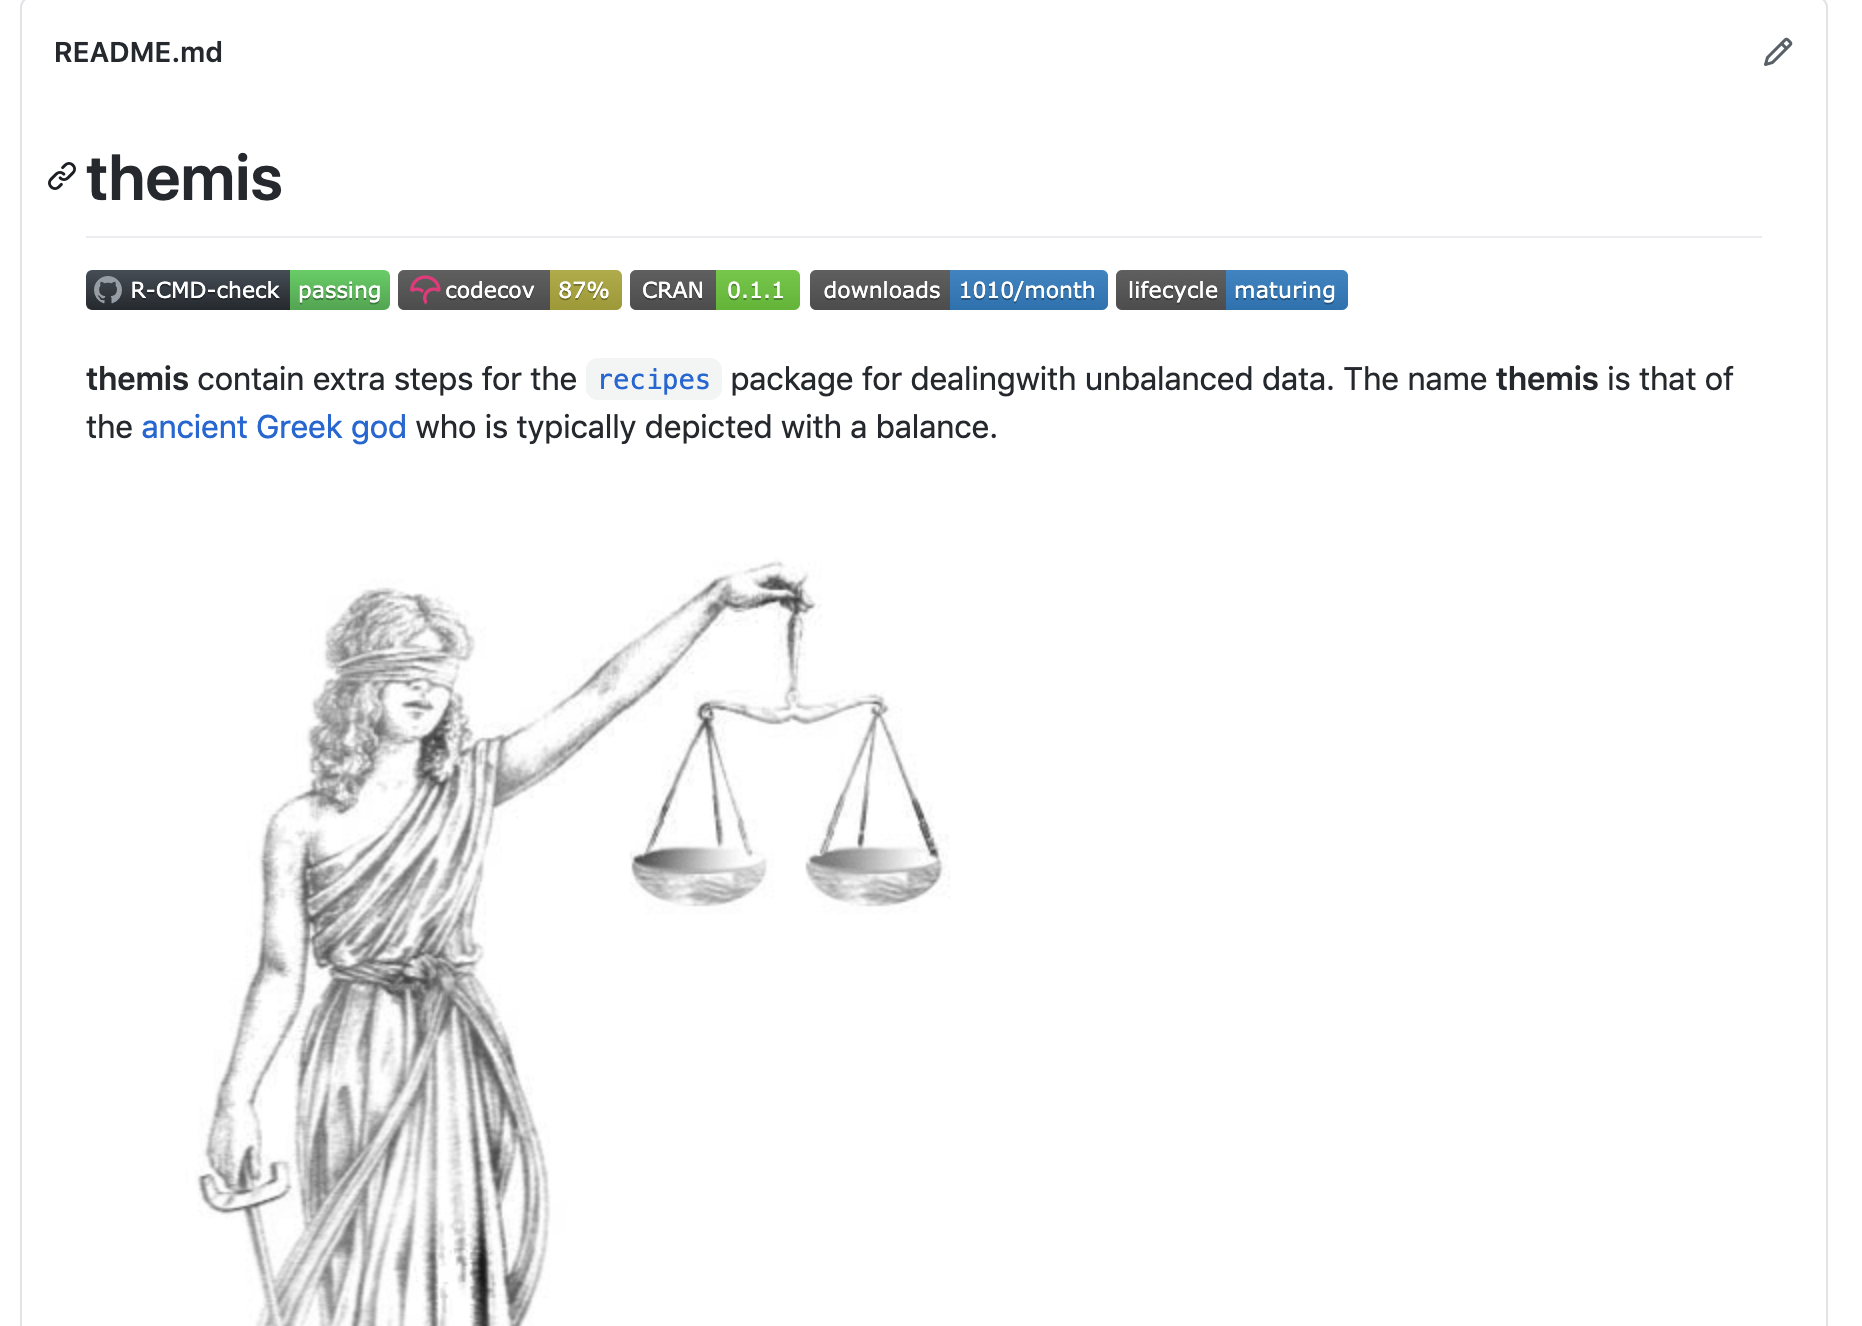 README.md
themis
R-CMD-check passing codecov 87% CRAN 0.1.1 downloads 1010/month lifecycle maturing
themis contain extra steps for the recipes package for dealingwith unbalanced data. The name themis is that of
the ancient Greek god who is typically depicted with a balance.